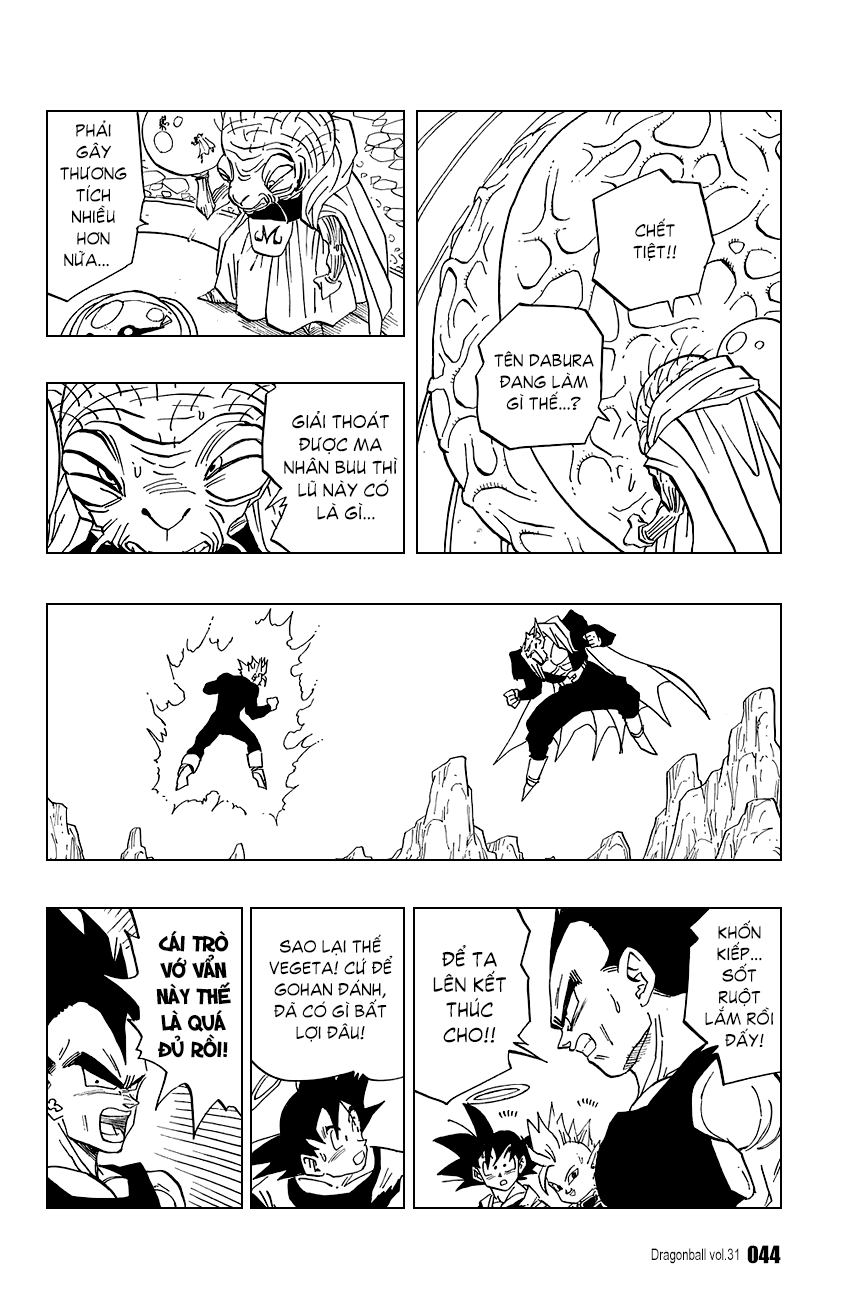 CHẾT
TIỆT!!
TÊN DABURA
ĐANG LÀM
GÌ THẾ...?
PHẢI
GÂY
THƯƠNG
TÍCH
NHIỀU
HƠN
NỮA...
M
GIẢI THOÁT
ĐƯỢC MA
NHÂN BUU THÌ
LŨ NÀY CÓ
LÀ GÌ...
KHỐN
KIẾP...
SỐT
RUỘT
LẮM RỒI
ĐẤY!
ĐỂ TA
LÊN KẾT
THÚC
CHO!!
SAO LẠI THẾ
VEGETA! CỨ ĐỂ
GOHAN ĐÁNH,
ĐÃ CÓ GÌ BẤT
LỢI ĐÂU!
CÁI TRÒ
VỚ VẨN
NÀY THẾ
LÀ QUÁ
ĐỦ RỒI!
Dragonball vol.31 044